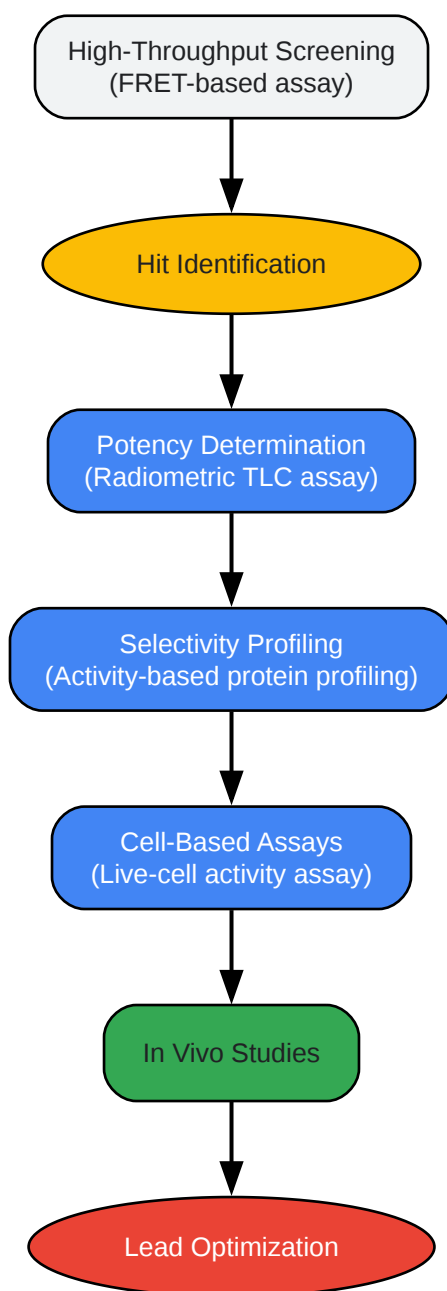 High-Throughput Screening
(FRET-based assay)
Hit Identification
Potency Determination
(Radiometric TLC assay)
Selectivity Profiling
(Activity-based protein profiling)
Cell-Based Assays
(Live-cell activity assay)
In Vivo Studies
Lead Optimization